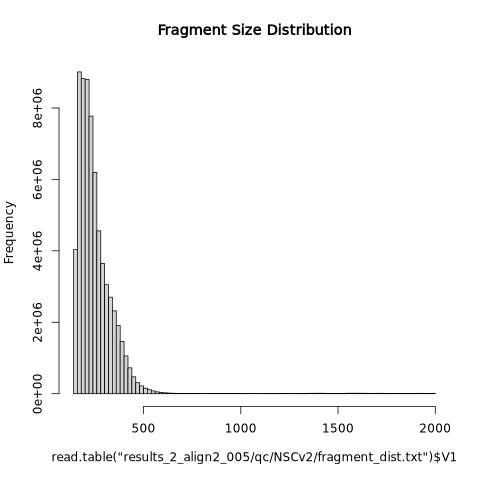 Fragment Size Distribution
Frequency
8e+06
6e+06
4e+06
2e+06
0e+00
500
1000
1500
2000
read.table("results_2_align2_005/qc/NSCv2/fragment_dist.txt")$V1